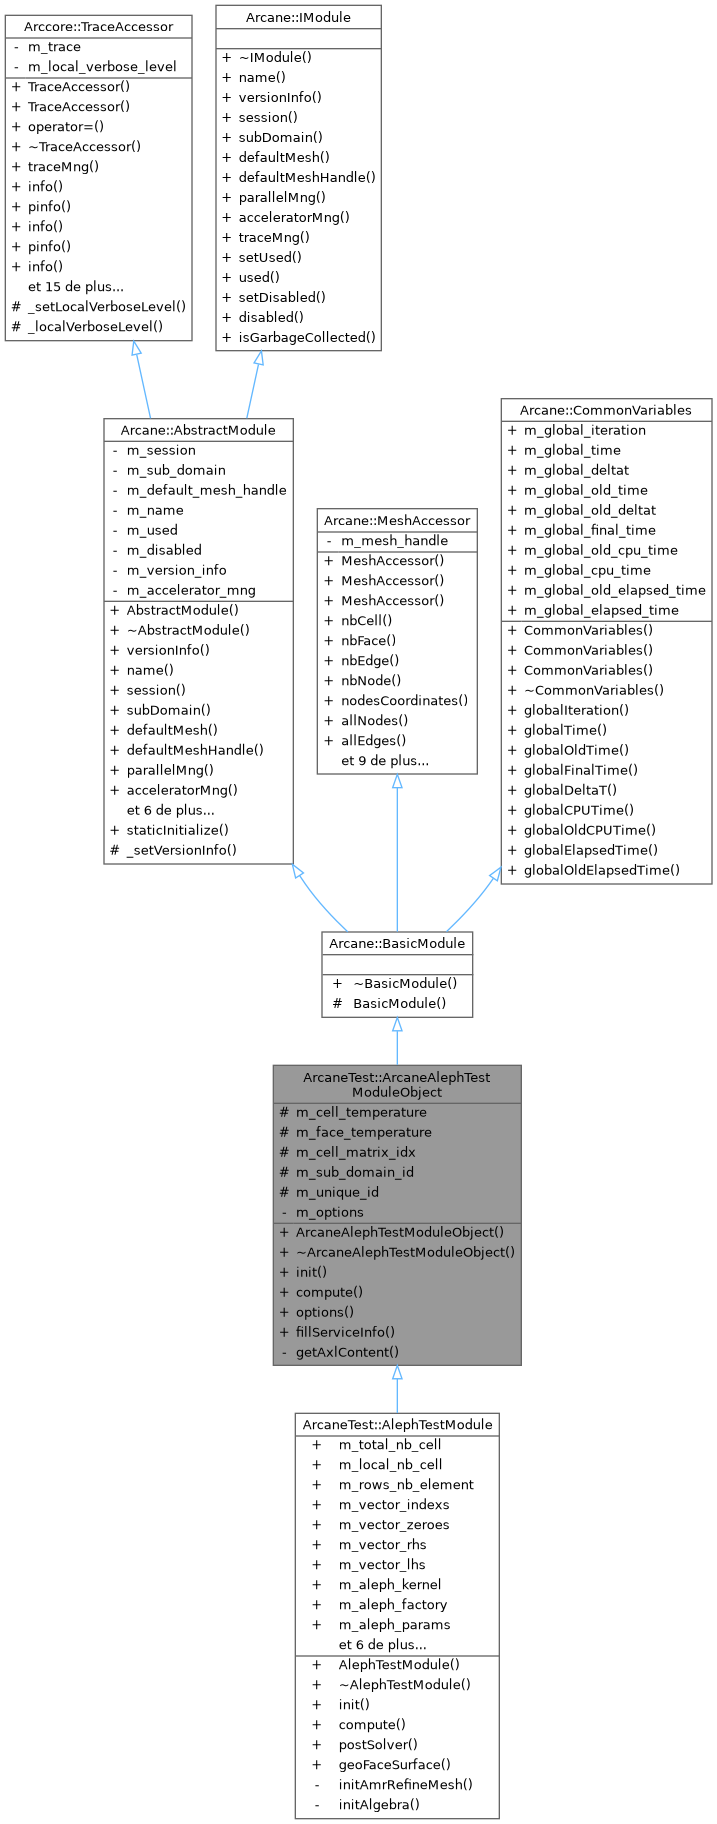 Arccore::TraceAccessor
- m_trace
- m_local_verbose_level
+ TraceAccessor()
+ TraceAccessor()
+ operator=()
+ ~TraceAccessor()
+ traceMng()
+ info()
+ pinfo()
+ info()
+ pinfo()
+ info()
et 15 de plus...
# _setLocalVerboseLevel()
# _localVerboseLevel()
Arcane::IModule
+ ~IModule()
+ name()
+ versionInfo()
+ session()
+ subDomain()
+ defaultMesh()
+ defaultMeshHandle()
+ parallelMng()
+ acceleratorMng()
+ traceMng()
+ setUsed()
+ used()
+ setDisabled()
+ disabled()
+ isGarbageCollected()
Arcane::AbstractModule
- m_session
- m_sub_domain
- m_default_mesh_handle
- m_name
- m_used
- m_disabled
- m_version_info
- m_accelerator_mng
+ AbstractModule()
+ ~AbstractModule()
+ versionInfo()
+ name()
+ session()
+ subDomain()
+ defaultMesh()
+ defaultMeshHandle()
+ parallelMng()
+ acceleratorMng()
et 6 de plus...
+ staticInitialize()
# _setVersionInfo()
Arcane::MeshAccessor
- m_mesh_handle
+ MeshAccessor()
+ MeshAccessor()
+ MeshAccessor()
+ nbCell()
+ nbFace()
+ nbEdge()
+ nbNode()
+ nodesCoordinates()
+ allNodes()
+ allEdges()
et 9 de plus...
Arcane::CommonVariables
+ m_global_iteration
+ m_global_time
+ m_global_deltat
+ m_global_old_time
+ m_global_old_deltat
+ m_global_final_time
+ m_global_old_cpu_time
+ m_global_cpu_time
+ m_global_old_elapsed_time
+ m_global_elapsed_time
+ CommonVariables()
+ CommonVariables()
+ CommonVariables()
+ ~CommonVariables()
+ globalIteration()
+ globalTime()
+ globalOldTime()
+ globalFinalTime()
+ globalDeltaT()
+ globalCPUTime()
+ globalOldCPUTime()
+ globalElapsedTime()
+ globalOldElapsedTime()
Arcane::BasicModule
+ ~BasicModule()
# BasicModule()
ArcaneTest::ArcaneAlephTest
ModuleObject
# m_cell_temperature
# m_face_temperature
# m_cell_matrix_idx
# m_sub_domain_id
# m_unique_id
- m_options
+ ArcaneAlephTestModuleObject()
+ ~ArcaneAlephTestModuleObject()
+ init()
+ compute()
+ options()
+ fillServiceInfo()
- getAxlContent()
ArcaneTest::AlephTestModule
+ m_total_nb_cell
+ m_local_nb_cell
+ m_rows_nb_element
+ m_vector_indexs
+ m_vector_zeroes
+ m_vector_rhs
+ m_vector_lhs
+ m_aleph_kernel
+ m_aleph_factory
+ m_aleph_params
et 6 de plus...
+ AlephTestModule()
+ ~AlephTestModule()
+ init()
+ compute()
+ postSolver()
+ geoFaceSurface()
- initAmrRefineMesh()
- initAlgebra()